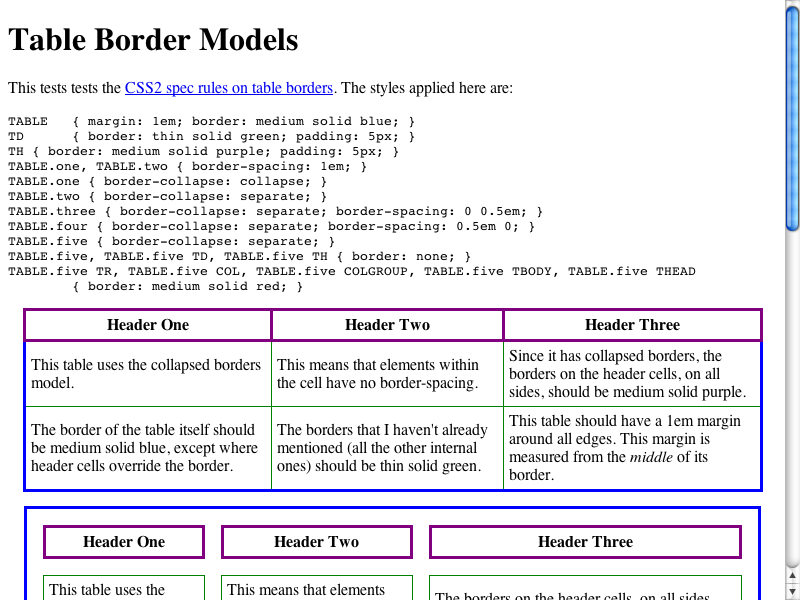 Table Border Models
This tests tests the CSS2 spec rules on table borders. The styles applied here are:
TABLE   { margin: 1em; border: medium solid blue; }
TD      { border: thin solid green; padding: 5px; }
TH { border: medium solid purple; padding: 5px; }
TABLE.one, TABLE.two { border-spacing: 1em; }
TABLE.one { border-collapse: collapse; }
TABLE.two { border-collapse: separate; }
TABLE.three { border-collapse: separate; border-spacing: 0 0.5em; }
TABLE.four { border-collapse: separate; border-spacing: 0.5em 0; }
TABLE.five { border-collapse: separate; }
TABLE.five, TABLE.five TD, TABLE.five TH { border: none; }
TABLE.five TR, TABLE.five COL, TABLE.five COLGROUP, TABLE.five TBODY, TABLE.five THEAD
        { border: medium solid red; }
Header One
Header Two
Header Three
This table uses the collapsed borders
model.
This means that elements within
the cell have no border-spacing.
Since it has collapsed borders, the
borders on the header cells, on all
sides, should be medium solid purple.
The border of the table itself should
be medium solid blue, except where
header cells override the border.
The borders that I haven't already
mentioned (all the other internal
ones) should be thin solid green.
This table should have a 1em margin
around all edges. This margin is
measured from the middle of its
border.
Header One
Header Two
Header Three
This table uses the
This means that elements
The borders on the header cells, on all sides,